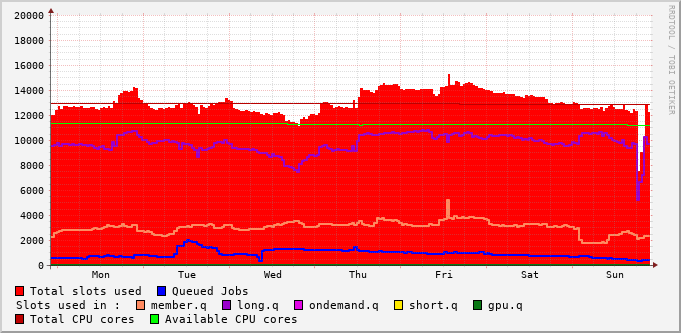 20000
18000
16000
14000
12000
10000
8000
6000
4000
2000
0
Mon Tue Wed Thu Fri Sat Sun
Total slots used Queued Jobs
Slots used in : member.q long.q ondemand.q short.q gpu.q
Total CPU cores Available CPU cores
RRDTOOL / TOBI OETIKER